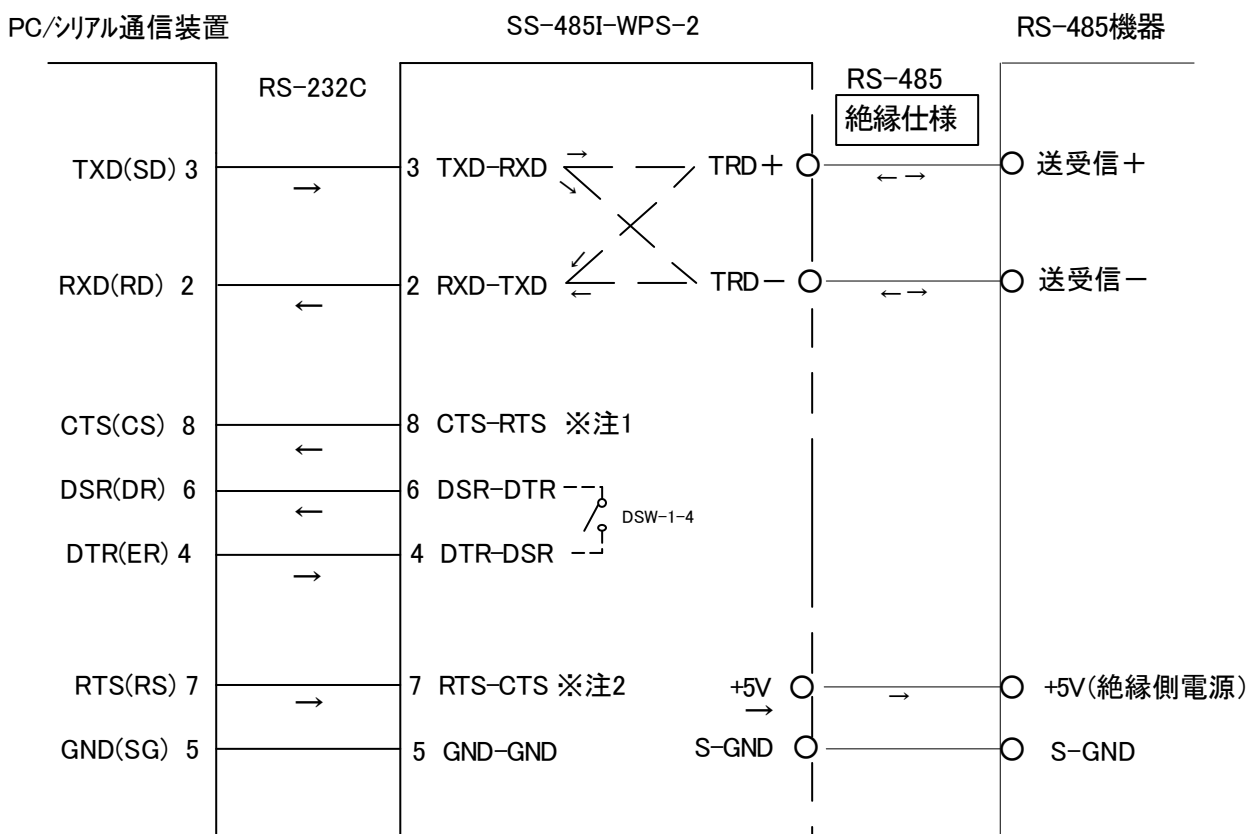 PC/シリアル通信装置 SS-485I-WPS-2 RS-485機器
RS-232C RS-485
絶縁仕様
TXD(SD) 3 → 3 TXD-RXD → ↘ TRD+ ← → 送受信+
RXD(RD) 2 ← 2 RXD-TXD ↙ ← TRD- ← → 送受信-
CTS(CS) 8 ← 8 CTS-RTS ※注1
DSR(DR) 6 ← 6 DSR-DTR
DSW-1-4
DTR(ER) 4 → 4 DTR-DSR
RTS(RS) 7 → 7 RTS-CTS ※注2 +5V → → +5V(絶縁側電源)
GND(SG) 5 5 GND-GND S-GND S-GND